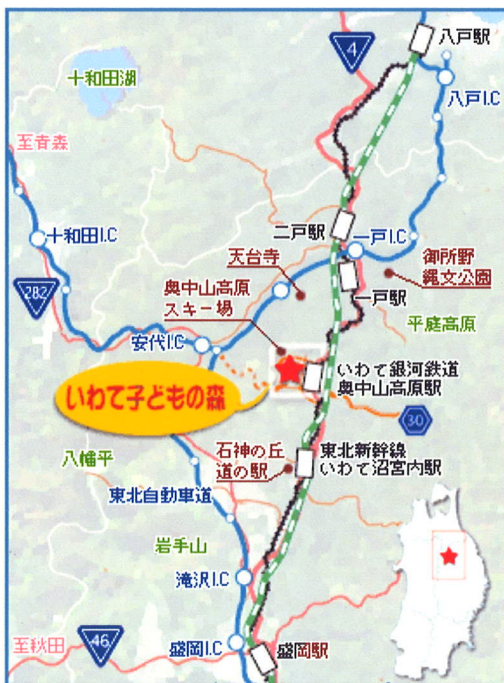 八戸駅
4
十和田湖
八戸I.C
至青森
二戸駅
一戸I.C
十和田I.C
天台寺
御所野
縄文公園
一戸駅
282
奥中山高原
スキー場
平庭高原
安代I.C
いわて銀河鉄道
奥中山高原駅
いわて子どもの森
30
石神の丘
道の駅
東北新幹線
いわて沼宮内駅
八幡平
東北自動車道
岩手山
滝沢I.C
至秋田
46
盛岡I.C
盛岡駅